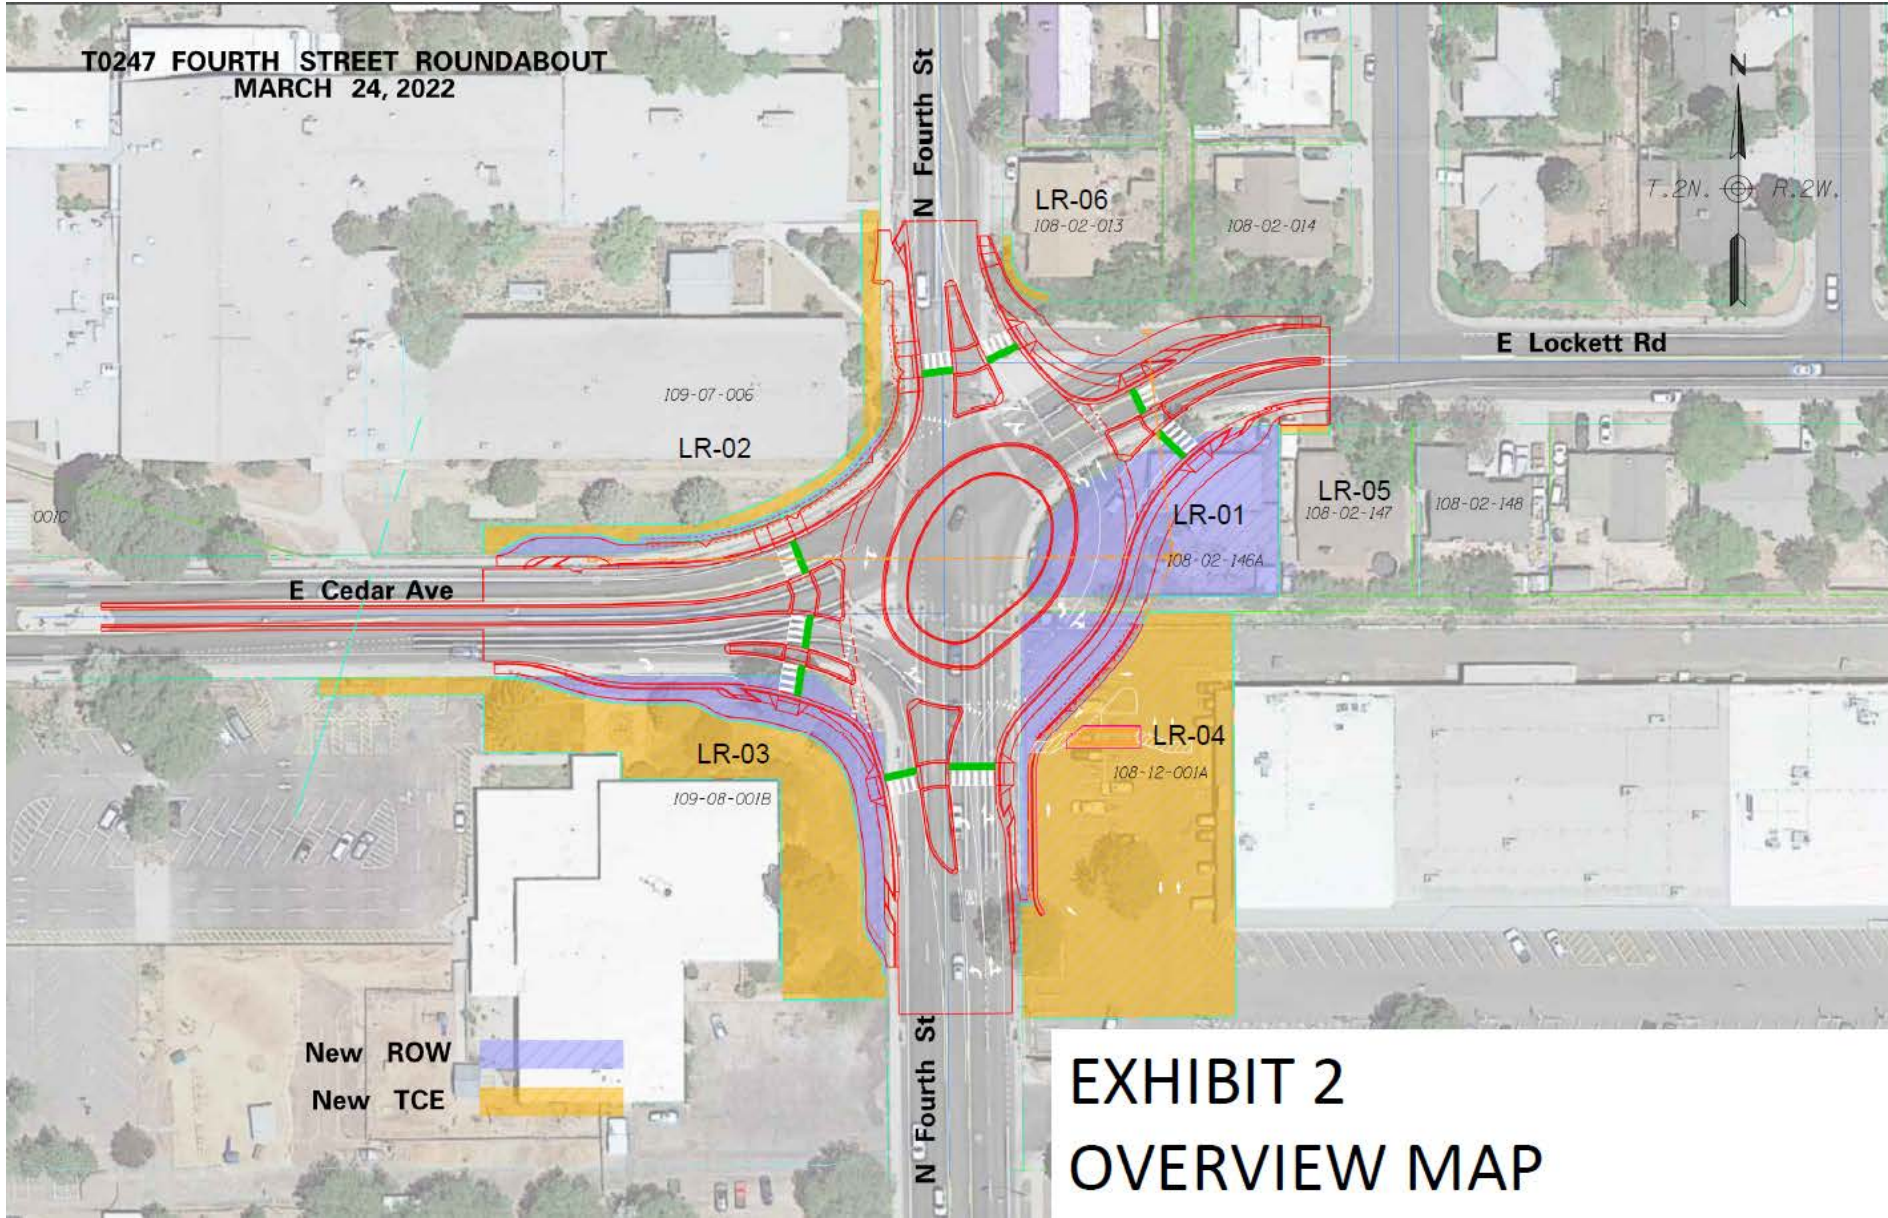 T0247 FOURTH STREET ROUNDABOUT
MARCH 24, 2022
N Fourth St
LR-06
108-02-013
108-02-014
N
T.2N. R.2W.
E Lockett Rd
109-07-006
LR-02
LR-05
108-02-147
108-02-148
LR-01
108-02-146A
001C
E Cedar Ave
LR-03
109-08-001B
LR-04
108-12-001A
New ROW
New TCE
N Fourth St
EXHIBIT 2
OVERVIEW MAP